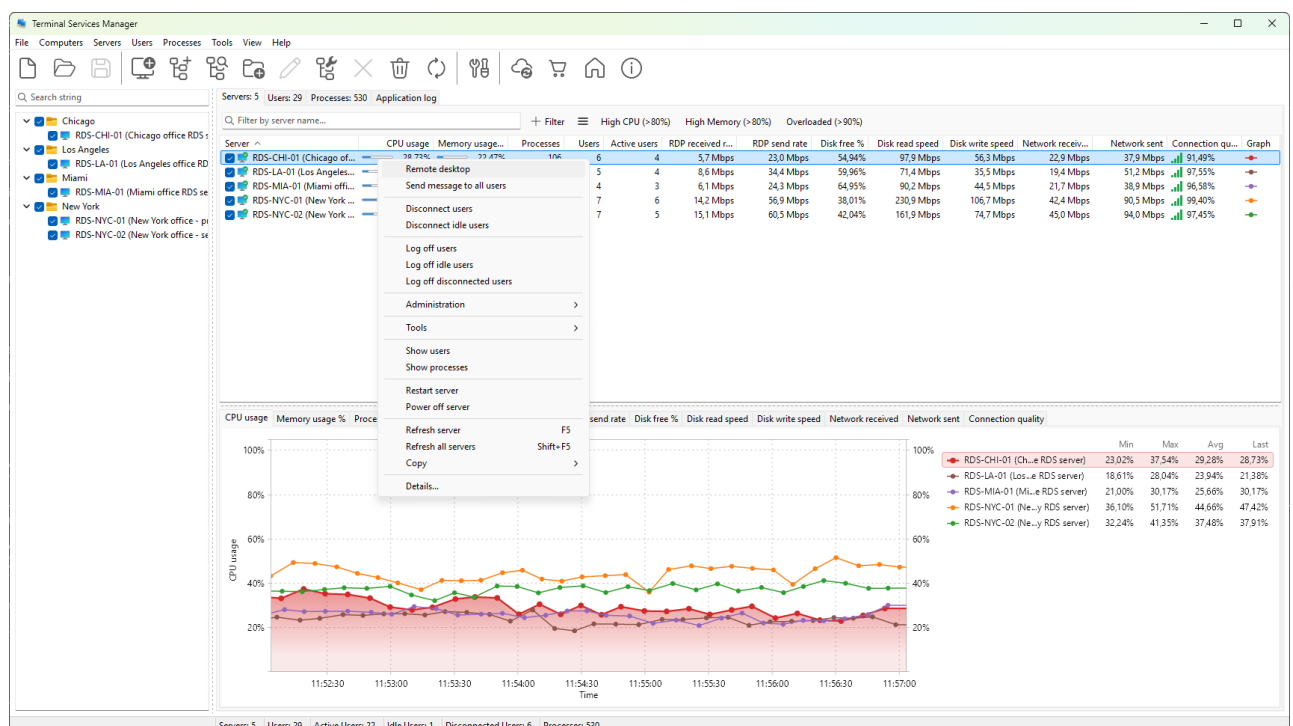 Terminal Services Manager
File Computers Servers Users Processes Tools View Help
Search string
Chicago
RDS-CHI-01 (Chicago office RDS s
Los Angeles
RDS-LA-01 (Los Angeles office RD
Miami
RDS-MIA-01 (Miami office RDS se
New York
RDS-NYC-01 (New York office - pr
RDS-NYC-02 (New York office - se
Servers: 5 Users: 29 Processes: 530 Application log
Filter by server name... + Filter High CPU (>80%) High Memory (>80%) Overloaded (>90%)
Server CPU usage Memory usage... Processes Users Active users RDP received r... RDP send rate Disk free % Disk read speed Disk write speed Network receiv... Network sent Connection qu... Graph
RDS-CHI-01 (Chicago of... 28,73% 22,47% 106 6 4 5,7 Mbps 23,0 Mbps 54,94% 97,9 Mbps 56,3 Mbps 22,9 Mbps 37,9 Mbps 91,49%
RDS-LA-01 (Los Angeles... 5 4 8,6 Mbps 34,4 Mbps 59,96% 71,4 Mbps 35,5 Mbps 19,4 Mbps 51,2 Mbps 97,55%
RDS-MIA-01 (Miami offi... 4 3 6,1 Mbps 24,3 Mbps 64,95% 90,2 Mbps 44,5 Mbps 21,7 Mbps 38,9 Mbps 96,58%
RDS-NYC-01 (New York ... 7 6 14,2 Mbps 56,9 Mbps 38,01% 230,9 Mbps 106,7 Mbps 42,4 Mbps 90,5 Mbps 99,40%
RDS-NYC-02 (New York ... 7 5 15,1 Mbps 60,5 Mbps 42,04% 161,9 Mbps 74,7 Mbps 45,0 Mbps 94,0 Mbps 97,45%
Remote desktop
Send message to all users
Disconnect users
Disconnect idle users
Log off users
Log off idle users
Log off disconnected users
Administration
Tools
Show users
Show processes
Restart server
Power off server
Refresh server F5
Refresh all servers Shift+F5
Copy
Details...
CPU usage Memory usage % Proce send rate Disk free % Disk read speed Disk write speed Network received Network sent Connection quality
Min Max Avg Last
RDS-CHI-01 (Ch...e RDS server) 23,02% 37,54% 29,28% 28,73%
RDS-LA-01 (Los...e RDS server) 18,61% 28,04% 23,94% 21,38%
RDS-MIA-01 (Mi...e RDS server) 21,00% 30,17% 25,66% 30,17%
RDS-NYC-01 (Ne...y RDS server) 36,10% 51,71% 44,66% 47,42%
RDS-NYC-02 (Ne...y RDS server) 32,24% 41,35% 37,48% 37,91%
100% 100%
80% 80%
60% 60%
40% 40%
20% 20%
CPU usage
11:52:30 11:53:00 11:53:30 11:54:00 11:54:30 11:55:00 11:55:30 11:56:00 11:56:30 11:57:00
Time
Servers: 5 Users: 29 Active Users: 22 Idle Users: 1 Disconnected Users: 6 Processes: 530